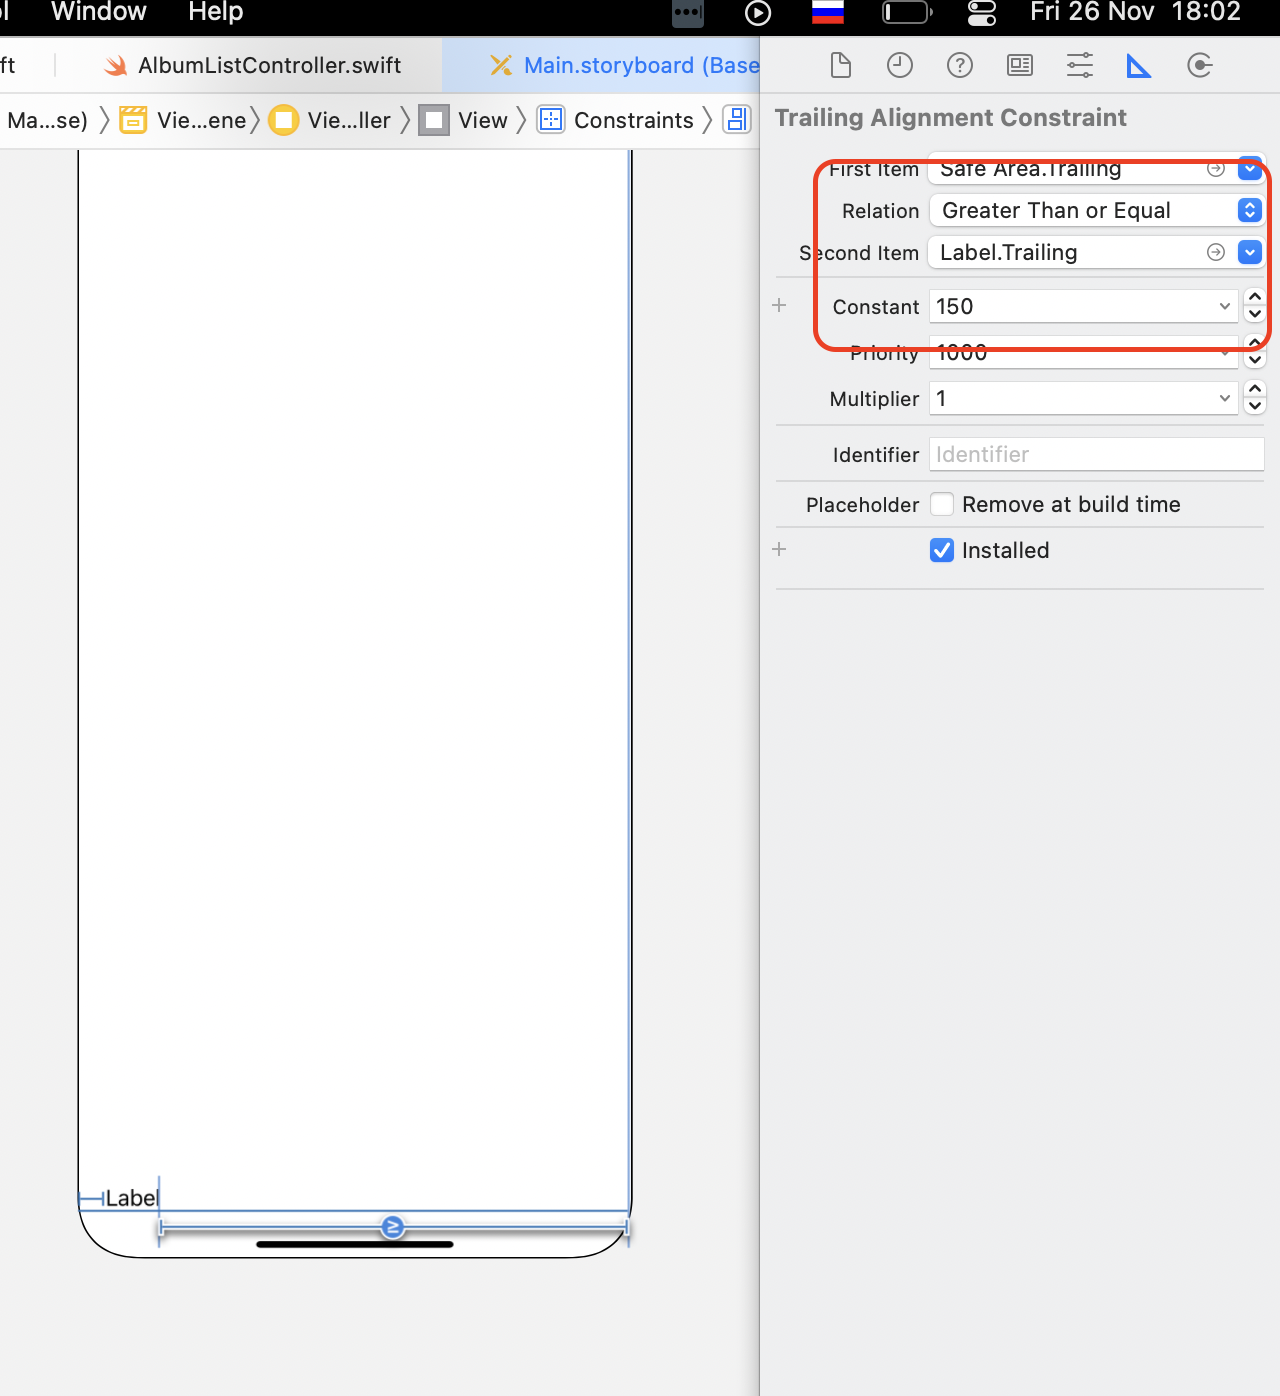 ol Window Help Fri 26 Nov 18:02
ft AlbumListController.swift Main.storyboard (Base
Ma...se) Vie...ene Vie...ller View Constraints
Trailing Alignment Constraint
First Item Safe Area.Trailing
Relation Greater Than or Equal
Second Item Label.Trailing
+ Constant 150
Priority 1000
Multiplier 1
Identifier Identifier
Placeholder Remove at build time
+ Installed
Label
≥